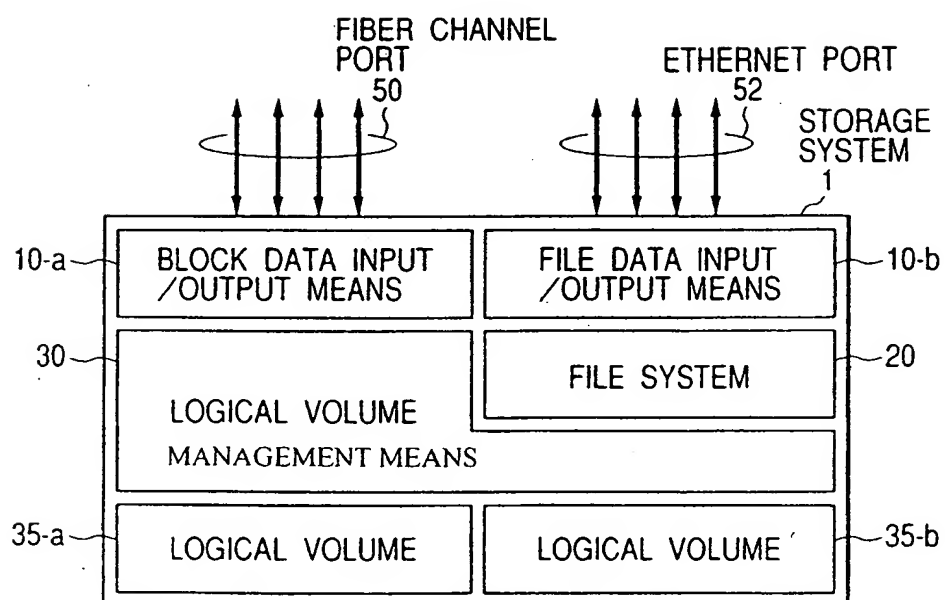 FIBER CHANNEL
PORT
50
ETHERNET PORT
52
STORAGE
SYSTEM
1
10-a
BLOCK DATA INPUT
/OUTPUT MEANS
FILE DATA INPUT
/OUTPUT MEANS
10-b
30
LOGICAL VOLUME
MANAGEMENT MEANS
FILE SYSTEM
20
35-a
LOGICAL VOLUME
LOGICAL VOLUME
35-b